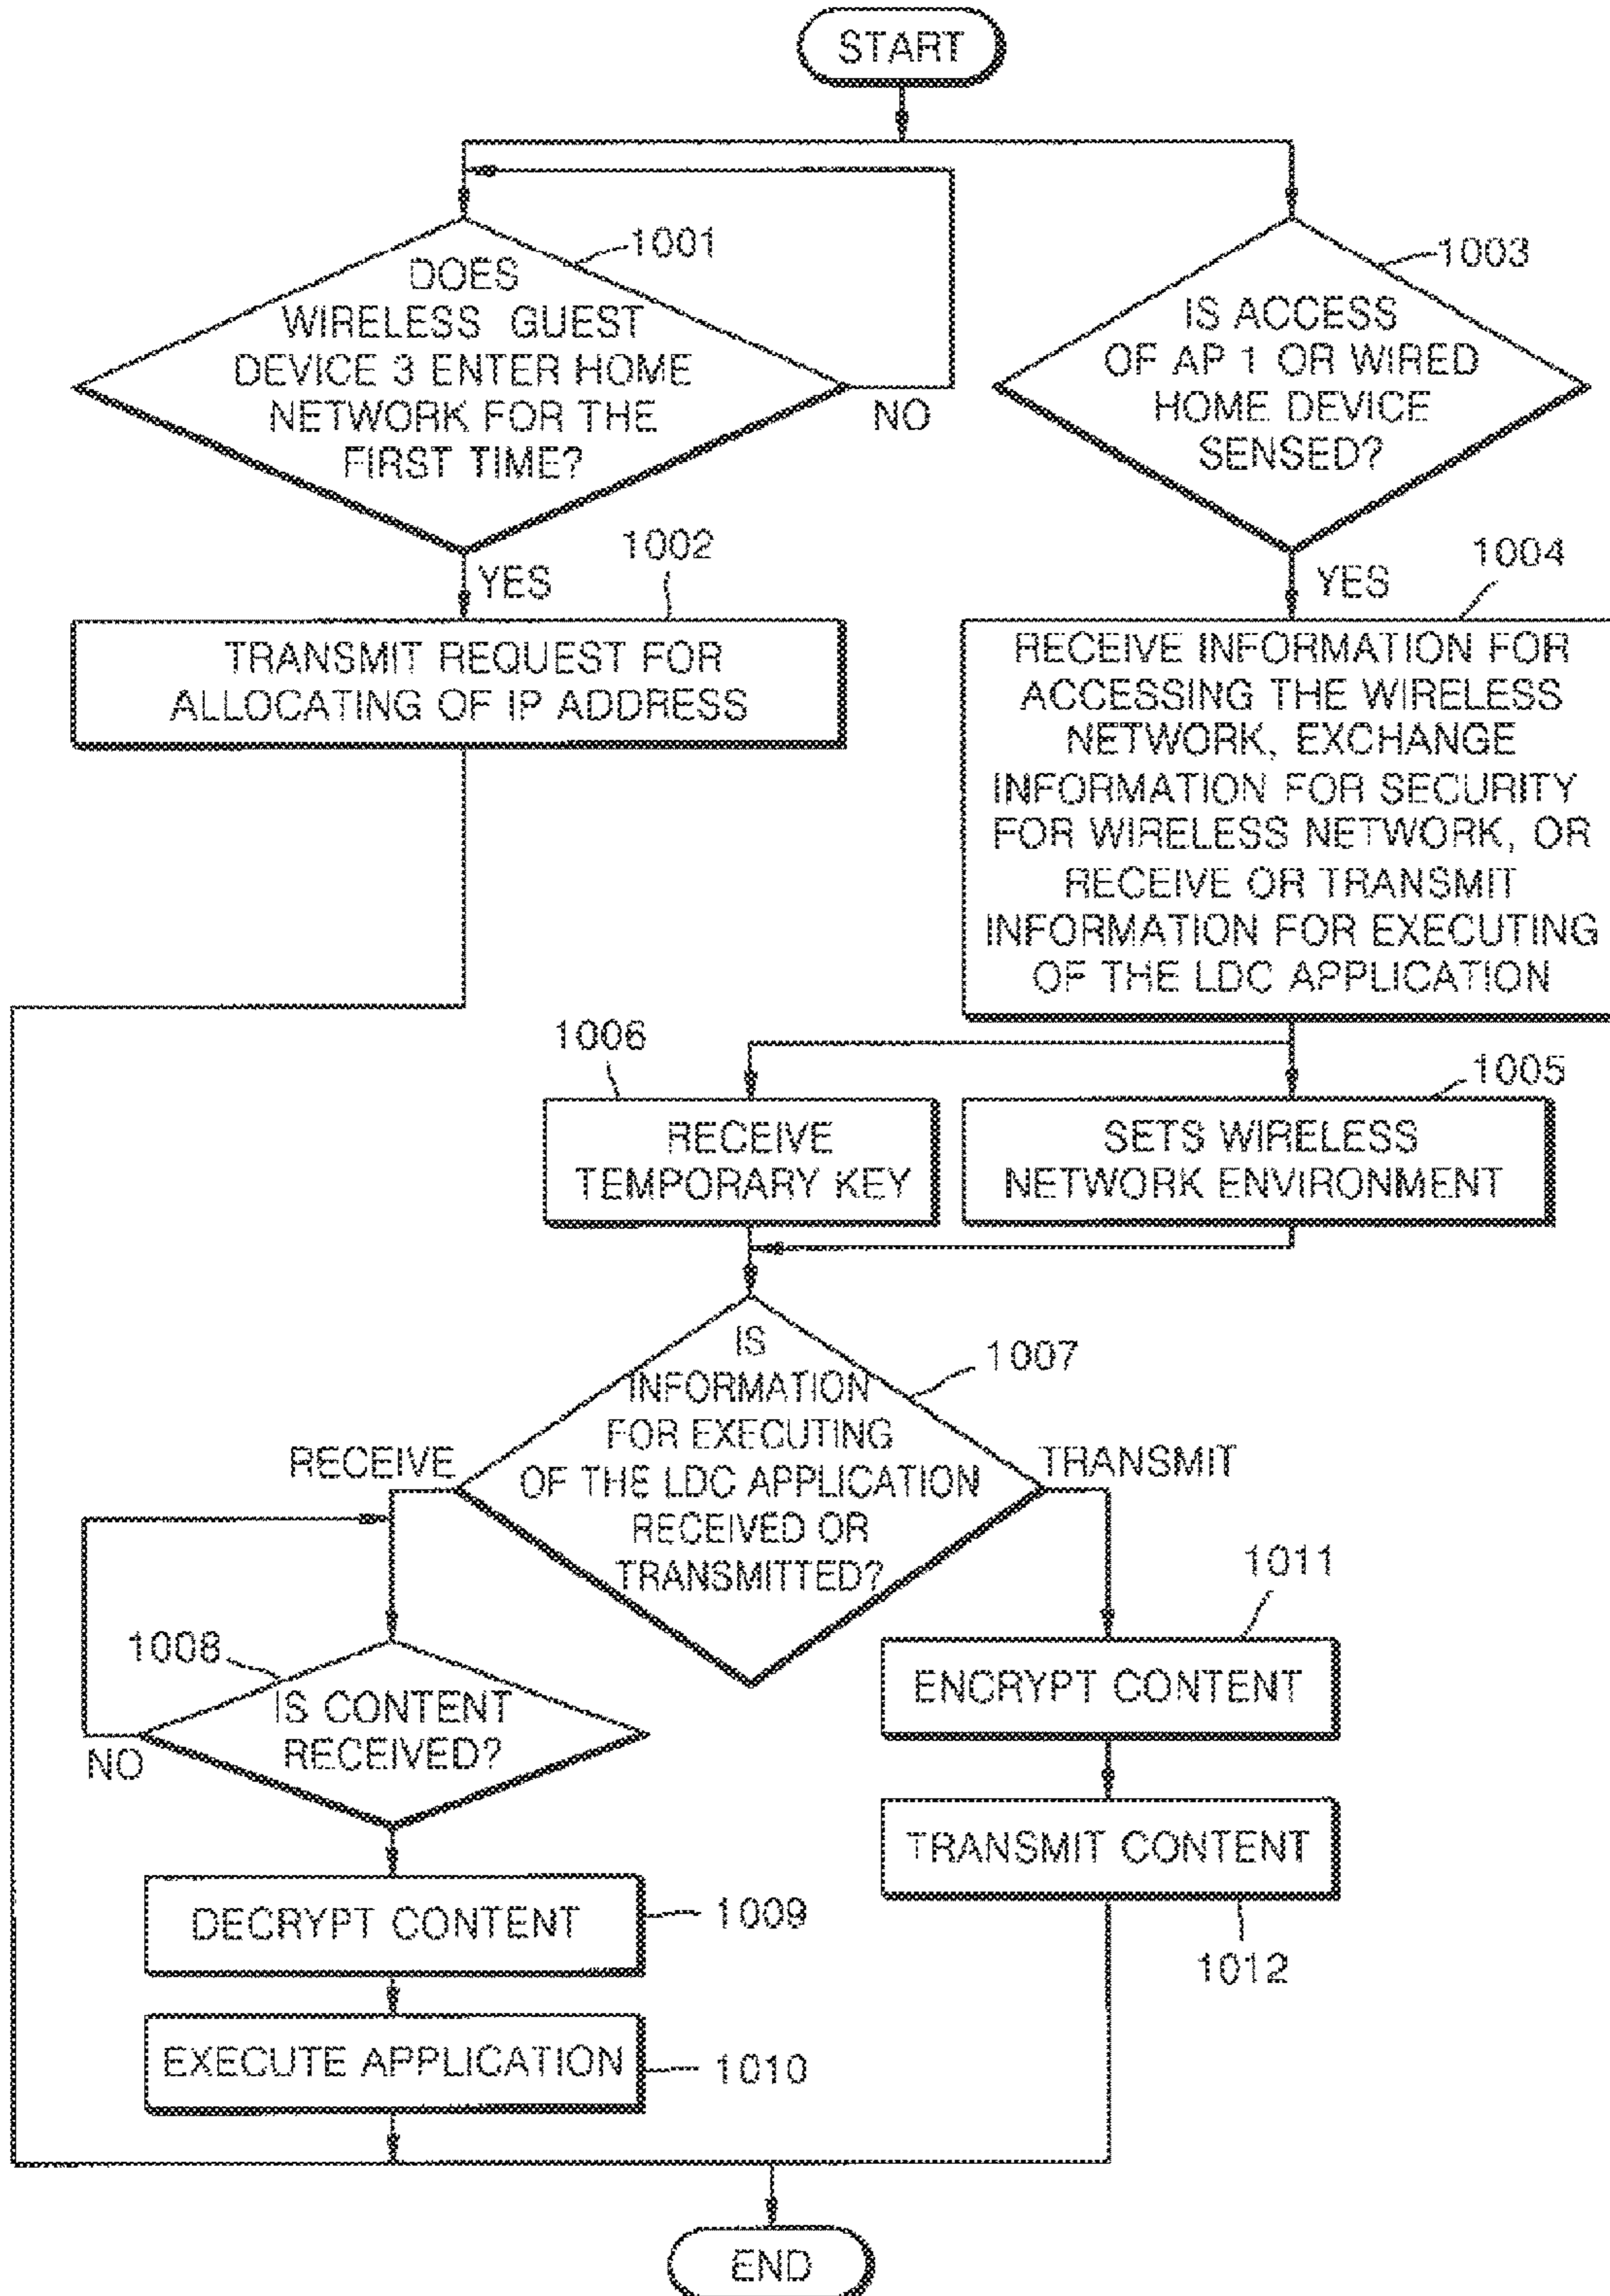 START
1001
DOES
WIRELESS GUEST
DEVICE 3 ENTER HOME
NETWORK FOR THE
FIRST TIME?
NO
YES
1003
IS ACCESS
OF AP 1 OR WIRED
HOME DEVICE
SENSED?
YES
1002
TRANSMIT REQUEST FOR
ALLOCATING OF IP ADDRESS
1004
RECEIVE INFORMATION FOR
ACCESSING THE WIRELESS
NETWORK, EXCHANGE
INFORMATION FOR SECURITY
FOR WIRELESS NETWORK, OR
RECEIVE OR TRANSMIT
INFORMATION FOR EXECUTING
OF THE LDC APPLICATION
1006
RECEIVE
TEMPORARY KEY
1005
SETS WIRELESS
NETWORK ENVIRONMENT
1007
IS
INFORMATION
FOR EXECUTING
OF THE LDC APPLICATION
RECEIVED OR
TRANSMITTED?
RECEIVE
TRANSMIT
1008
IS CONTENT
RECEIVED?
NO
1011
ENCRYPT CONTENT
TRANSMIT CONTENT
1012
DECRYPT CONTENT
1009
EXECUTE APPLICATION
1010
END